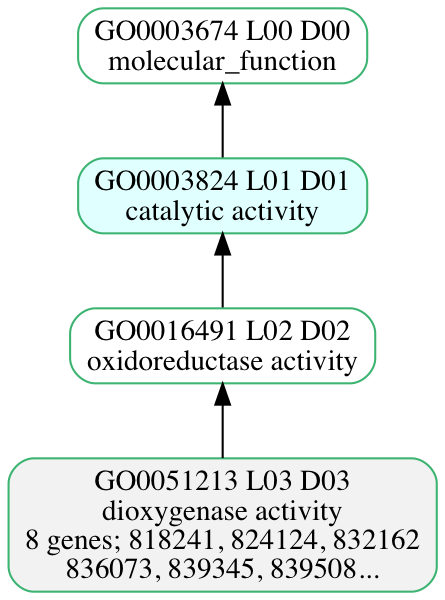 GO0003674 L00 D00
molecular_function
GO0003824 L01 D01
catalytic activity
GO0016491 L02 D02
oxidoreductase activity
GO0051213 L03 D03
dioxygenase activity
8 genes; 818241, 824124, 832162
836073, 839345, 839508...